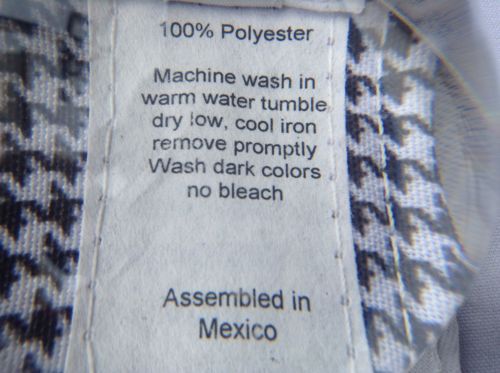 100% Polyester
Machine wash in
warm water tumble
dry low, cool iron
remove promptly
Wash dark colors
no bleach
Assembled in
Mexico